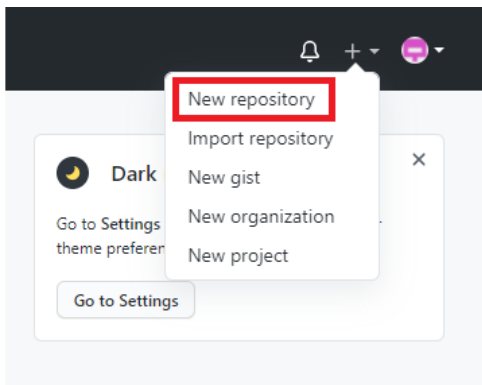 New repository
Import repository
New gist
New organization
New project
Dark
Go to Settings
theme preferen
Go to Settings